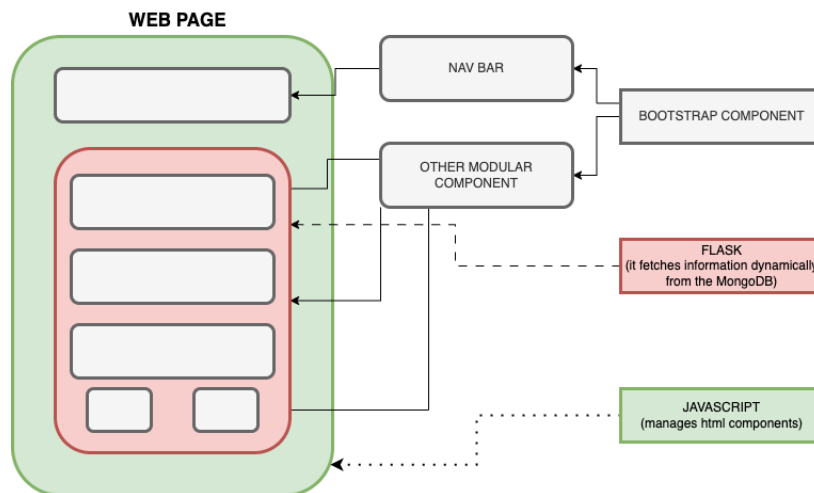 WEB PAGE
NAV BAR
BOOTSTRAP COMPONENT
OTHER MODULAR
COMPONENT
FLASK
(it fetches information dynamically
from the MongoDB)
JAVASCRIPT
(manages html components)